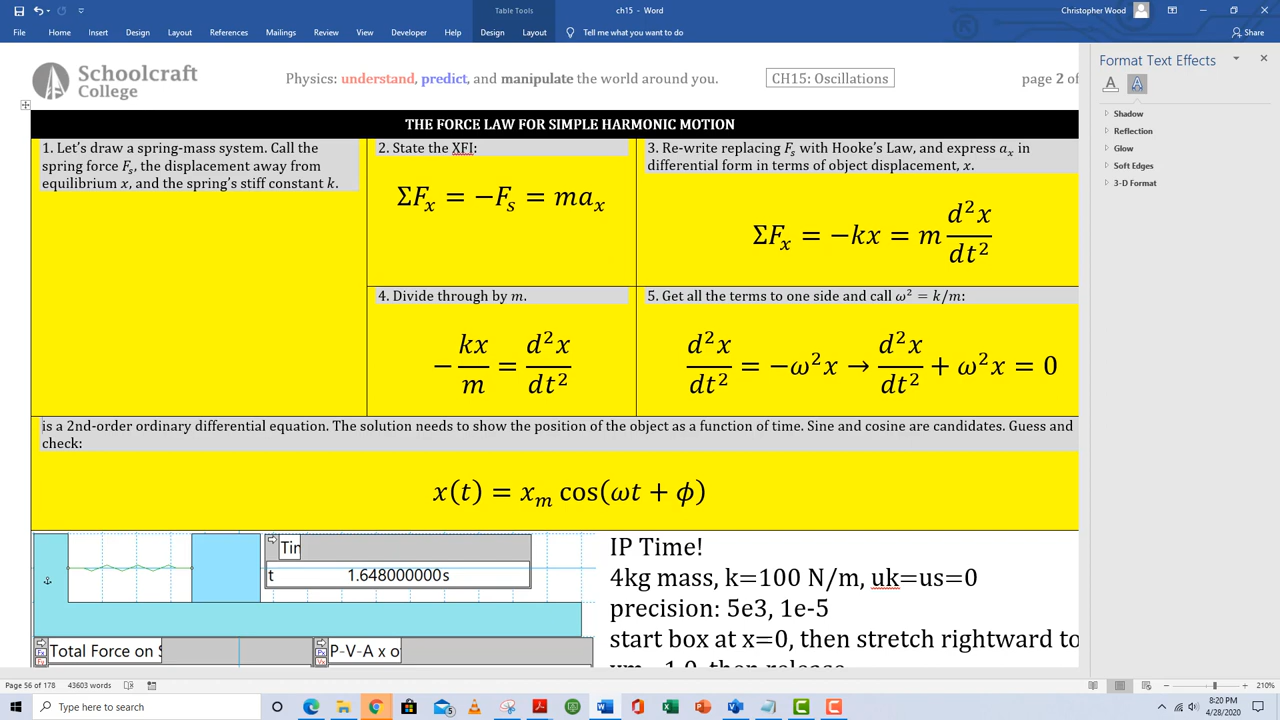 Table Tools
ch15 - Word
Christopher Wood
File Home Insert Draw Design Layout References Mailings Review View Developer Help Design Layout Tell me what you want to do Share
Schoolcraft
College
Physics: understand, predict, and manipulate the world around you.
CH15: Oscillations
page 2 of
Format Text Effects
Shadow
Reflection
Glow
Soft Edges
3-D Format
THE FORCE LAW FOR SIMPLE HARMONIC MOTION
1. Let’s draw a spring-mass system. Call the
spring force Fₛ, the displacement away from
equilibrium x, and the spring’s stiff constant k.
2. State the XFI:
ΣFₓ = −Fₛ = maₓ
3. Re-write replacing Fₛ with Hooke’s Law, and express aₓ in
differential form in terms of object displacement, x.
ΣFₓ = −kx = m d²x/dt²
4. Divide through by m.
− kx/m = d²x/dt²
5. Get all the terms to one side and call ω² = k/m:
d²x/dt² = −ω²x → d²x/dt² + ω²x = 0
is a 2nd-order ordinary differential equation. The solution needs to show the position of the object as a function of time. Sine and cosine are candidates. Guess and
check:
x(t) = xₘ cos(ωt + ϕ)
Tir
t 1.648000000s
Total Force on S
P-V-A x o
Fx
Fy
Vx
IP Time!
4kg mass, k=100 N/m, uk=us=0
precision: 5e3, 1e-5
start box at x=0, then stretch rightward to
xm=1.0, then release
Page 56 of 178 43603 words 210%
Type here to search
8:20 PM
4/28/2020